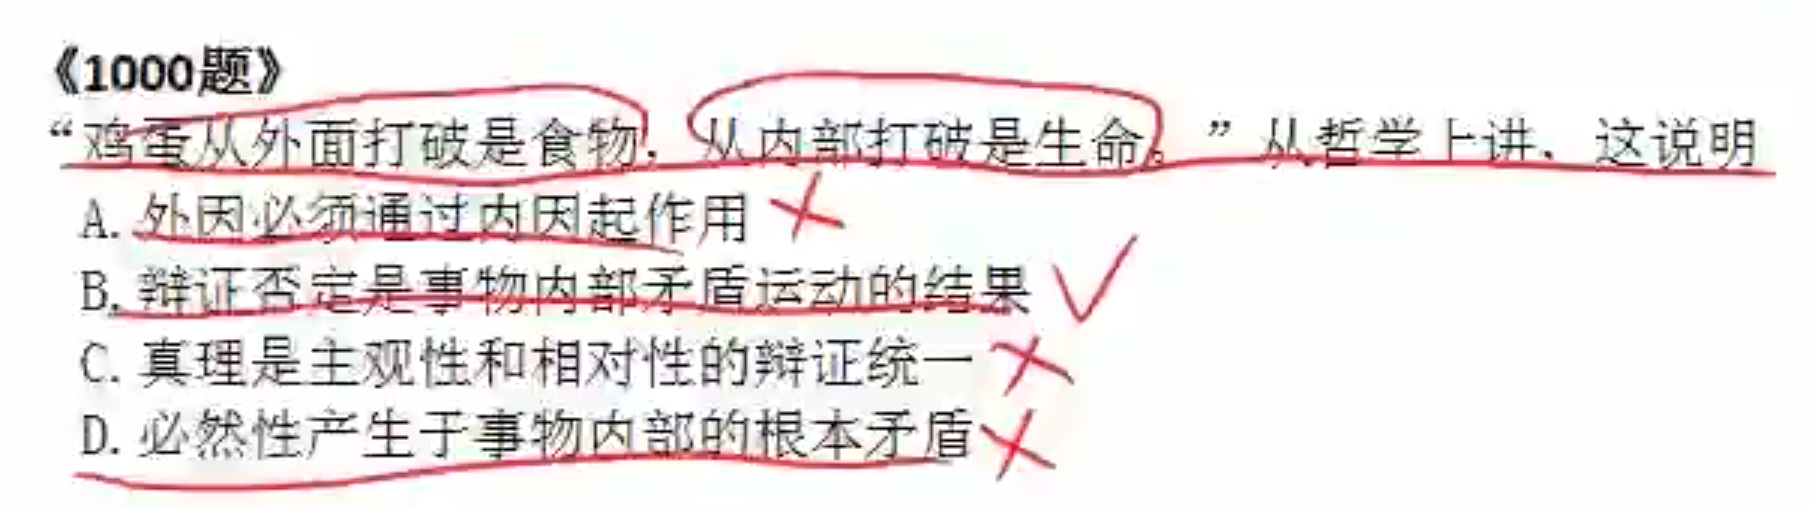 《1000题》
“鸡蛋从外面打破是食物，从内部打破是生命。”从哲学上讲，这说明
A. 外因必须通过内因起作用
B. 辩证否定是事物内部矛盾运动的结果
C. 真理是主观性和相对性的辩证统一
D. 必然性产生于事物内部的根本矛盾